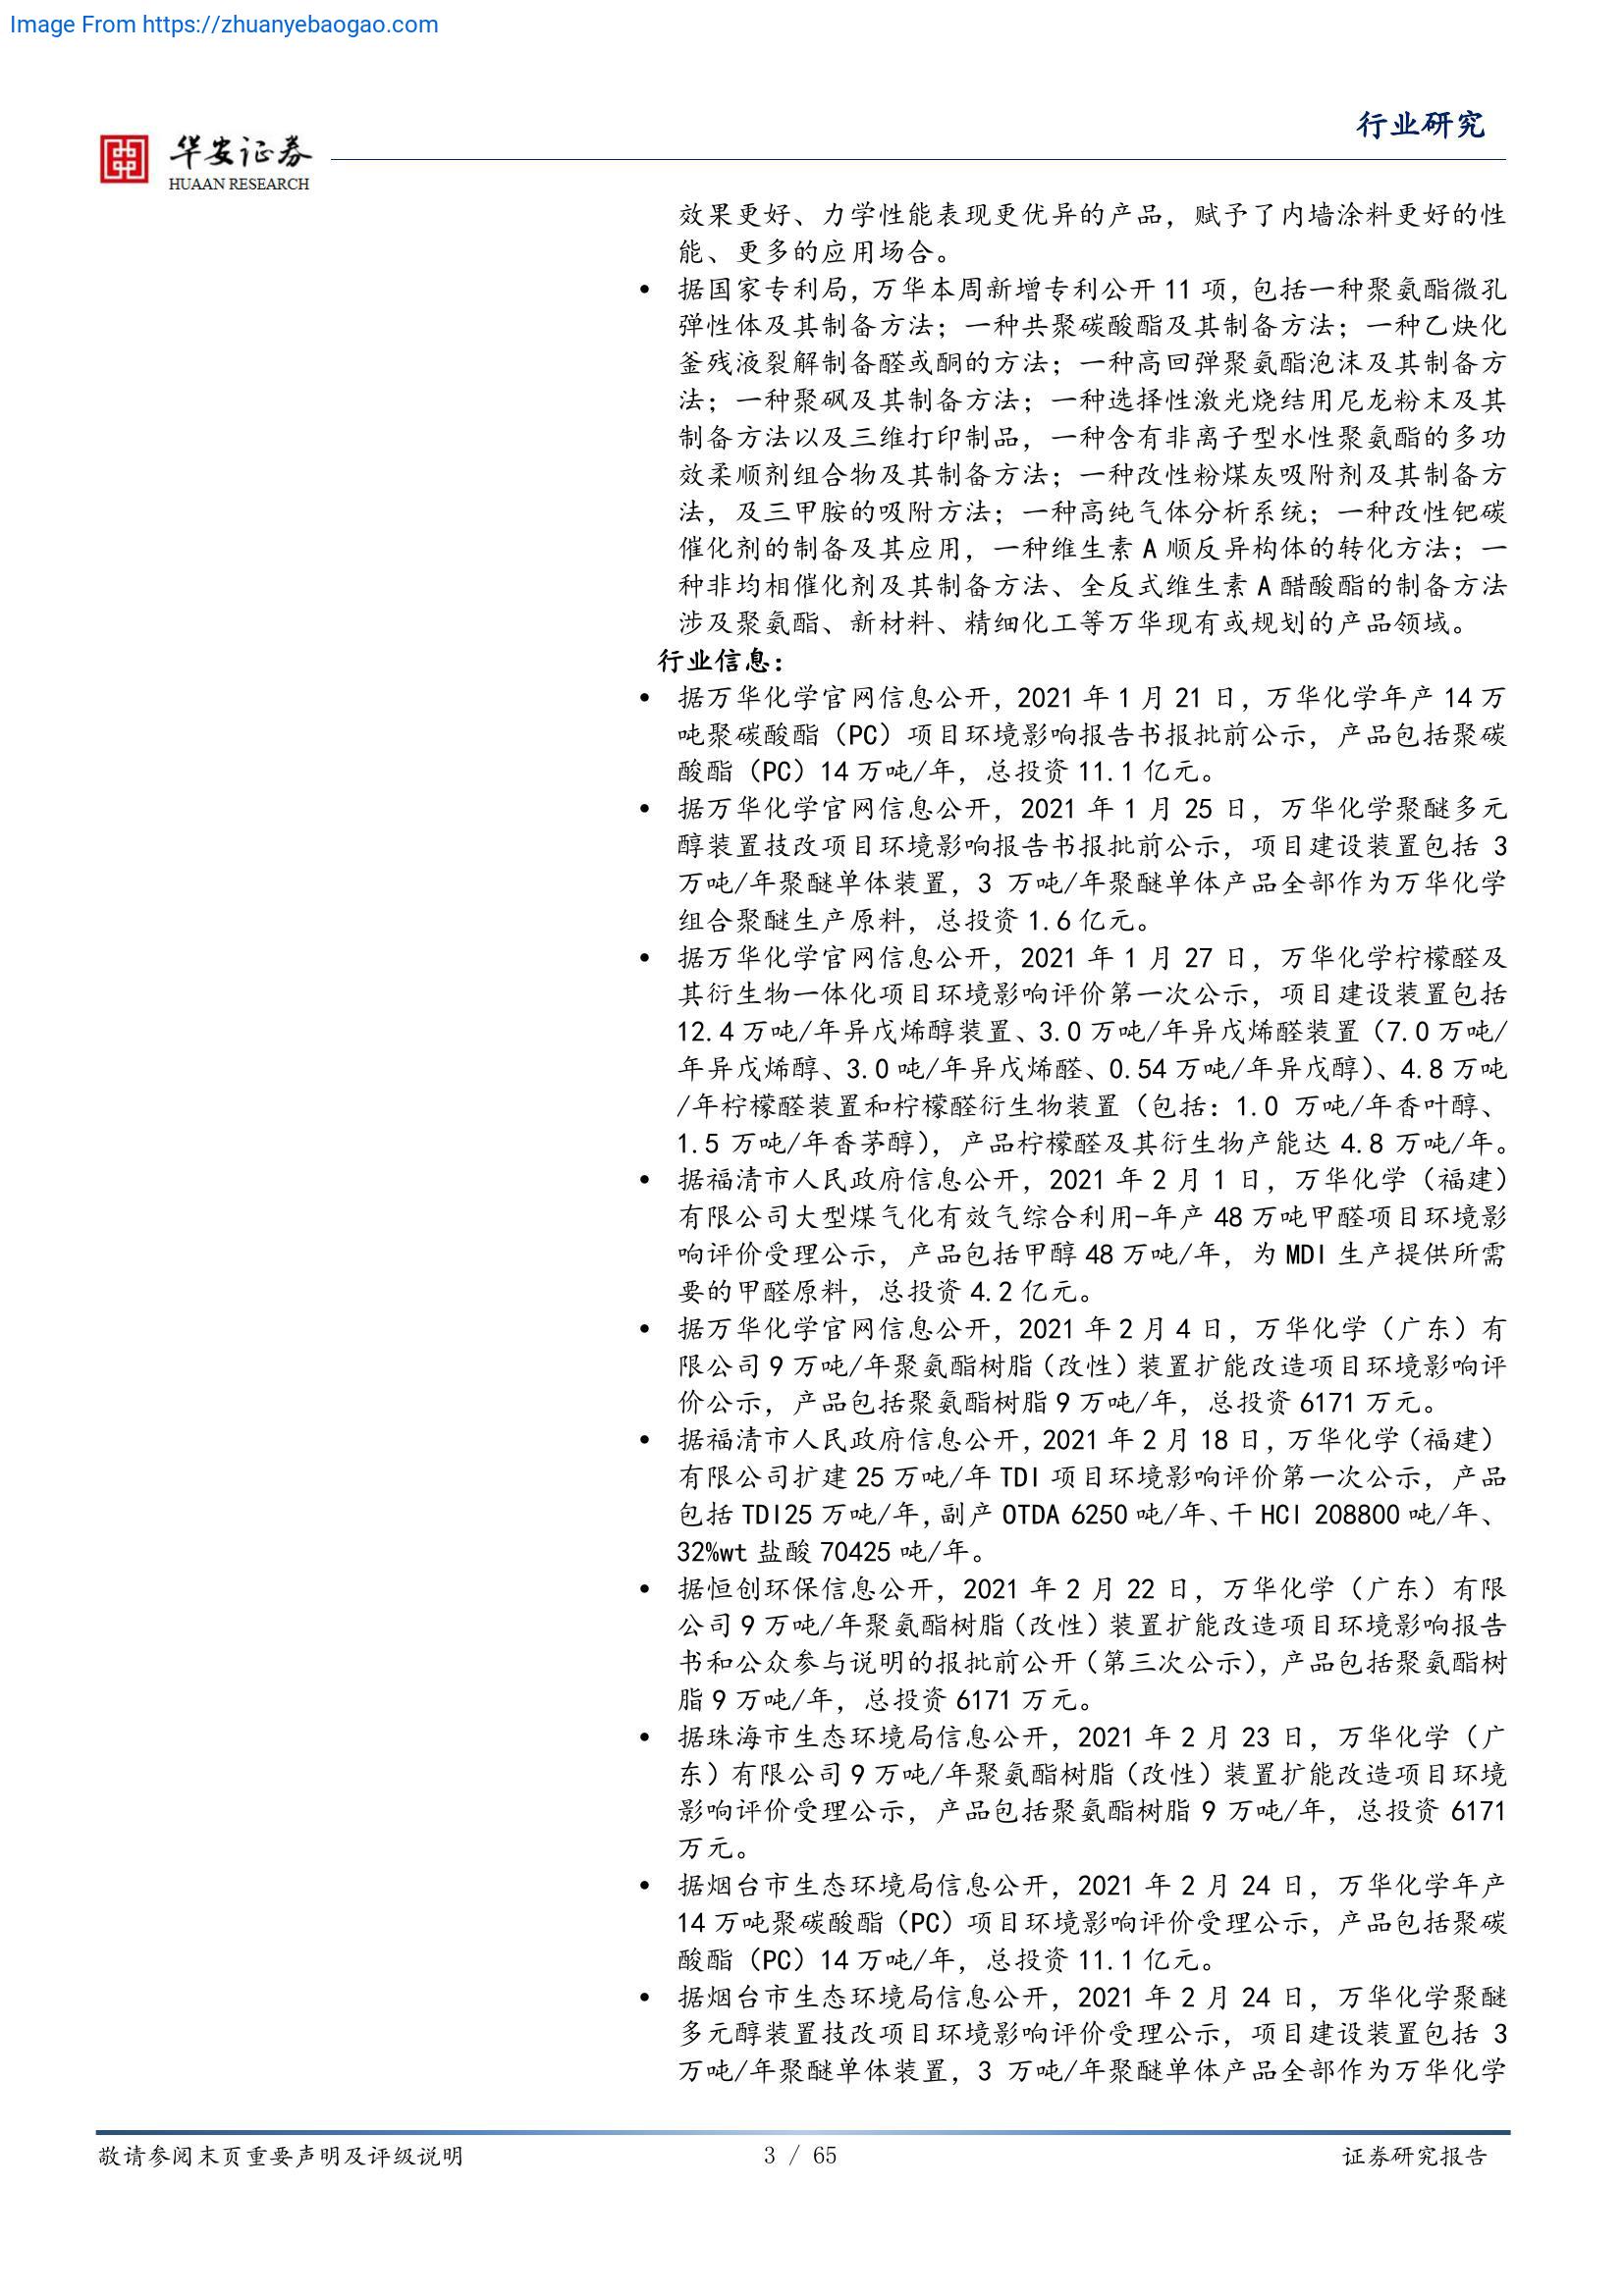 Image From https://zhuanyebaogao.com
行业研究
华安证券
HUAAN RESEARCH
效果更好、力学性能表现更优异的产品，赋予了内墙涂料更好的性
能、更多的应用场合。
• 据国家专利局，万华本周新增专利公开 11 项，包括一种聚氨酯微孔
弹性体及其制备方法；一种共聚碳酸酯及其制备方法；一种乙炔化
釜残液裂解制备醛或酮的方法；一种高回弹聚氨酯泡沫及其制备方
法；一种聚砜及其制备方法；一种选择性激光烧结用尼龙粉末及其
制备方法以及三维打印制品，一种含有非离子型水性聚氨酯的多功
效柔顺剂组合物及其制备方法；一种改性粉煤灰吸附剂及其制备方
法，及三甲胺的吸附方法；一种高纯气体分析系统；一种改性钯碳
催化剂的制备及其应用，一种维生素 A 顺反异构体的转化方法；一
种非均相催化剂及其制备方法、全反式维生素 A 醋酸酯的制备方法
涉及聚氨酯、新材料、精细化工等万华现有或规划的产品领域。
行业信息：
• 据万华化学官网信息公开，2021 年 1 月 21 日，万华化学年产 14 万
吨聚碳酸酯（PC）项目环境影响报告书报批前公示，产品包括聚碳
酸酯（PC）14 万吨/年，总投资 11.1 亿元。
• 据万华化学官网信息公开，2021 年 1 月 25 日，万华化学聚醚多元
醇装置技改项目环境影响报告书报批前公示，项目建设装置包括 3
万吨/年聚醚单体装置，3 万吨/年聚醚单体产品全部作为万华化学
组合聚醚生产原料，总投资 1.6 亿元。
• 据万华化学官网信息公开，2021 年 1 月 27 日，万华化学柠檬醛及
其衍生物一体化项目环境影响评价第一次公示，项目建设装置包括
12.4 万吨/年异戊烯醇装置、3.0 万吨/年异戊烯醛装置（7.0 万吨/
年异戊烯醇、3.0 吨/年异戊烯醛、0.54 万吨/年异戊醇）、4.8 万吨
/年柠檬醛装置和柠檬醛衍生物装置（包括：1.0 万吨/年香叶醇、
1.5 万吨/年香茅醇），产品柠檬醛及其衍生物产能达 4.8 万吨/年。
• 据福清市人民政府信息公开，2021 年 2 月 1 日，万华化学（福建）
有限公司大型煤气化有效气综合利用-年产 48 万吨甲醛项目环境影
响评价受理公示，产品包括甲醇 48 万吨/年，为 MDI 生产提供所需
要的甲醛原料，总投资 4.2 亿元。
• 据万华化学官网信息公开，2021 年 2 月 4 日，万华化学（广东）有
限公司 9 万吨/年聚氨酯树脂（改性）装置扩能改造项目环境影响评
价公示，产品包括聚氨酯树脂 9 万吨/年，总投资 6171 万元。
• 据福清市人民政府信息公开，2021 年 2 月 18 日，万华化学（福建）
有限公司扩建 25 万吨/年 TDI 项目环境影响评价第一次公示，产品
包括 TDI25 万吨/年，副产 OTDA 6250 吨/年、干 HCl 208800 吨/年、
32%wt 盐酸 70425 吨/年。
• 据恒创环保信息公开，2021 年 2 月 22 日，万华化学（广东）有限
公司 9 万吨/年聚氨酯树脂（改性）装置扩能改造项目环境影响报告
书和公众参与说明的报批前公开（第三次公示），产品包括聚氨酯树
脂 9 万吨/年，总投资 6171 万元。
• 据珠海市生态环境局信息公开，2021 年 2 月 23 日，万华化学（广
东）有限公司 9 万吨/年聚氨酯树脂（改性）装置扩能改造项目环境
影响评价受理公示，产品包括聚氨酯树脂 9 万吨/年，总投资 6171
万元。
• 据烟台市生态环境局信息公开，2021 年 2 月 24 日，万华化学年产
14 万吨聚碳酸酯（PC）项目环境影响评价受理公示，产品包括聚碳
酸酯（PC）14 万吨/年，总投资 11.1 亿元。
• 据烟台市生态环境局信息公开，2021 年 2 月 24 日，万华化学聚醚
多元醇装置技改项目环境影响评价受理公示，项目建设装置包括 3
万吨/年聚醚单体装置，3 万吨/年聚醚单体产品全部作为万华化学
敬请参阅末页重要声明及评级说明
3 / 65
证券研究报告